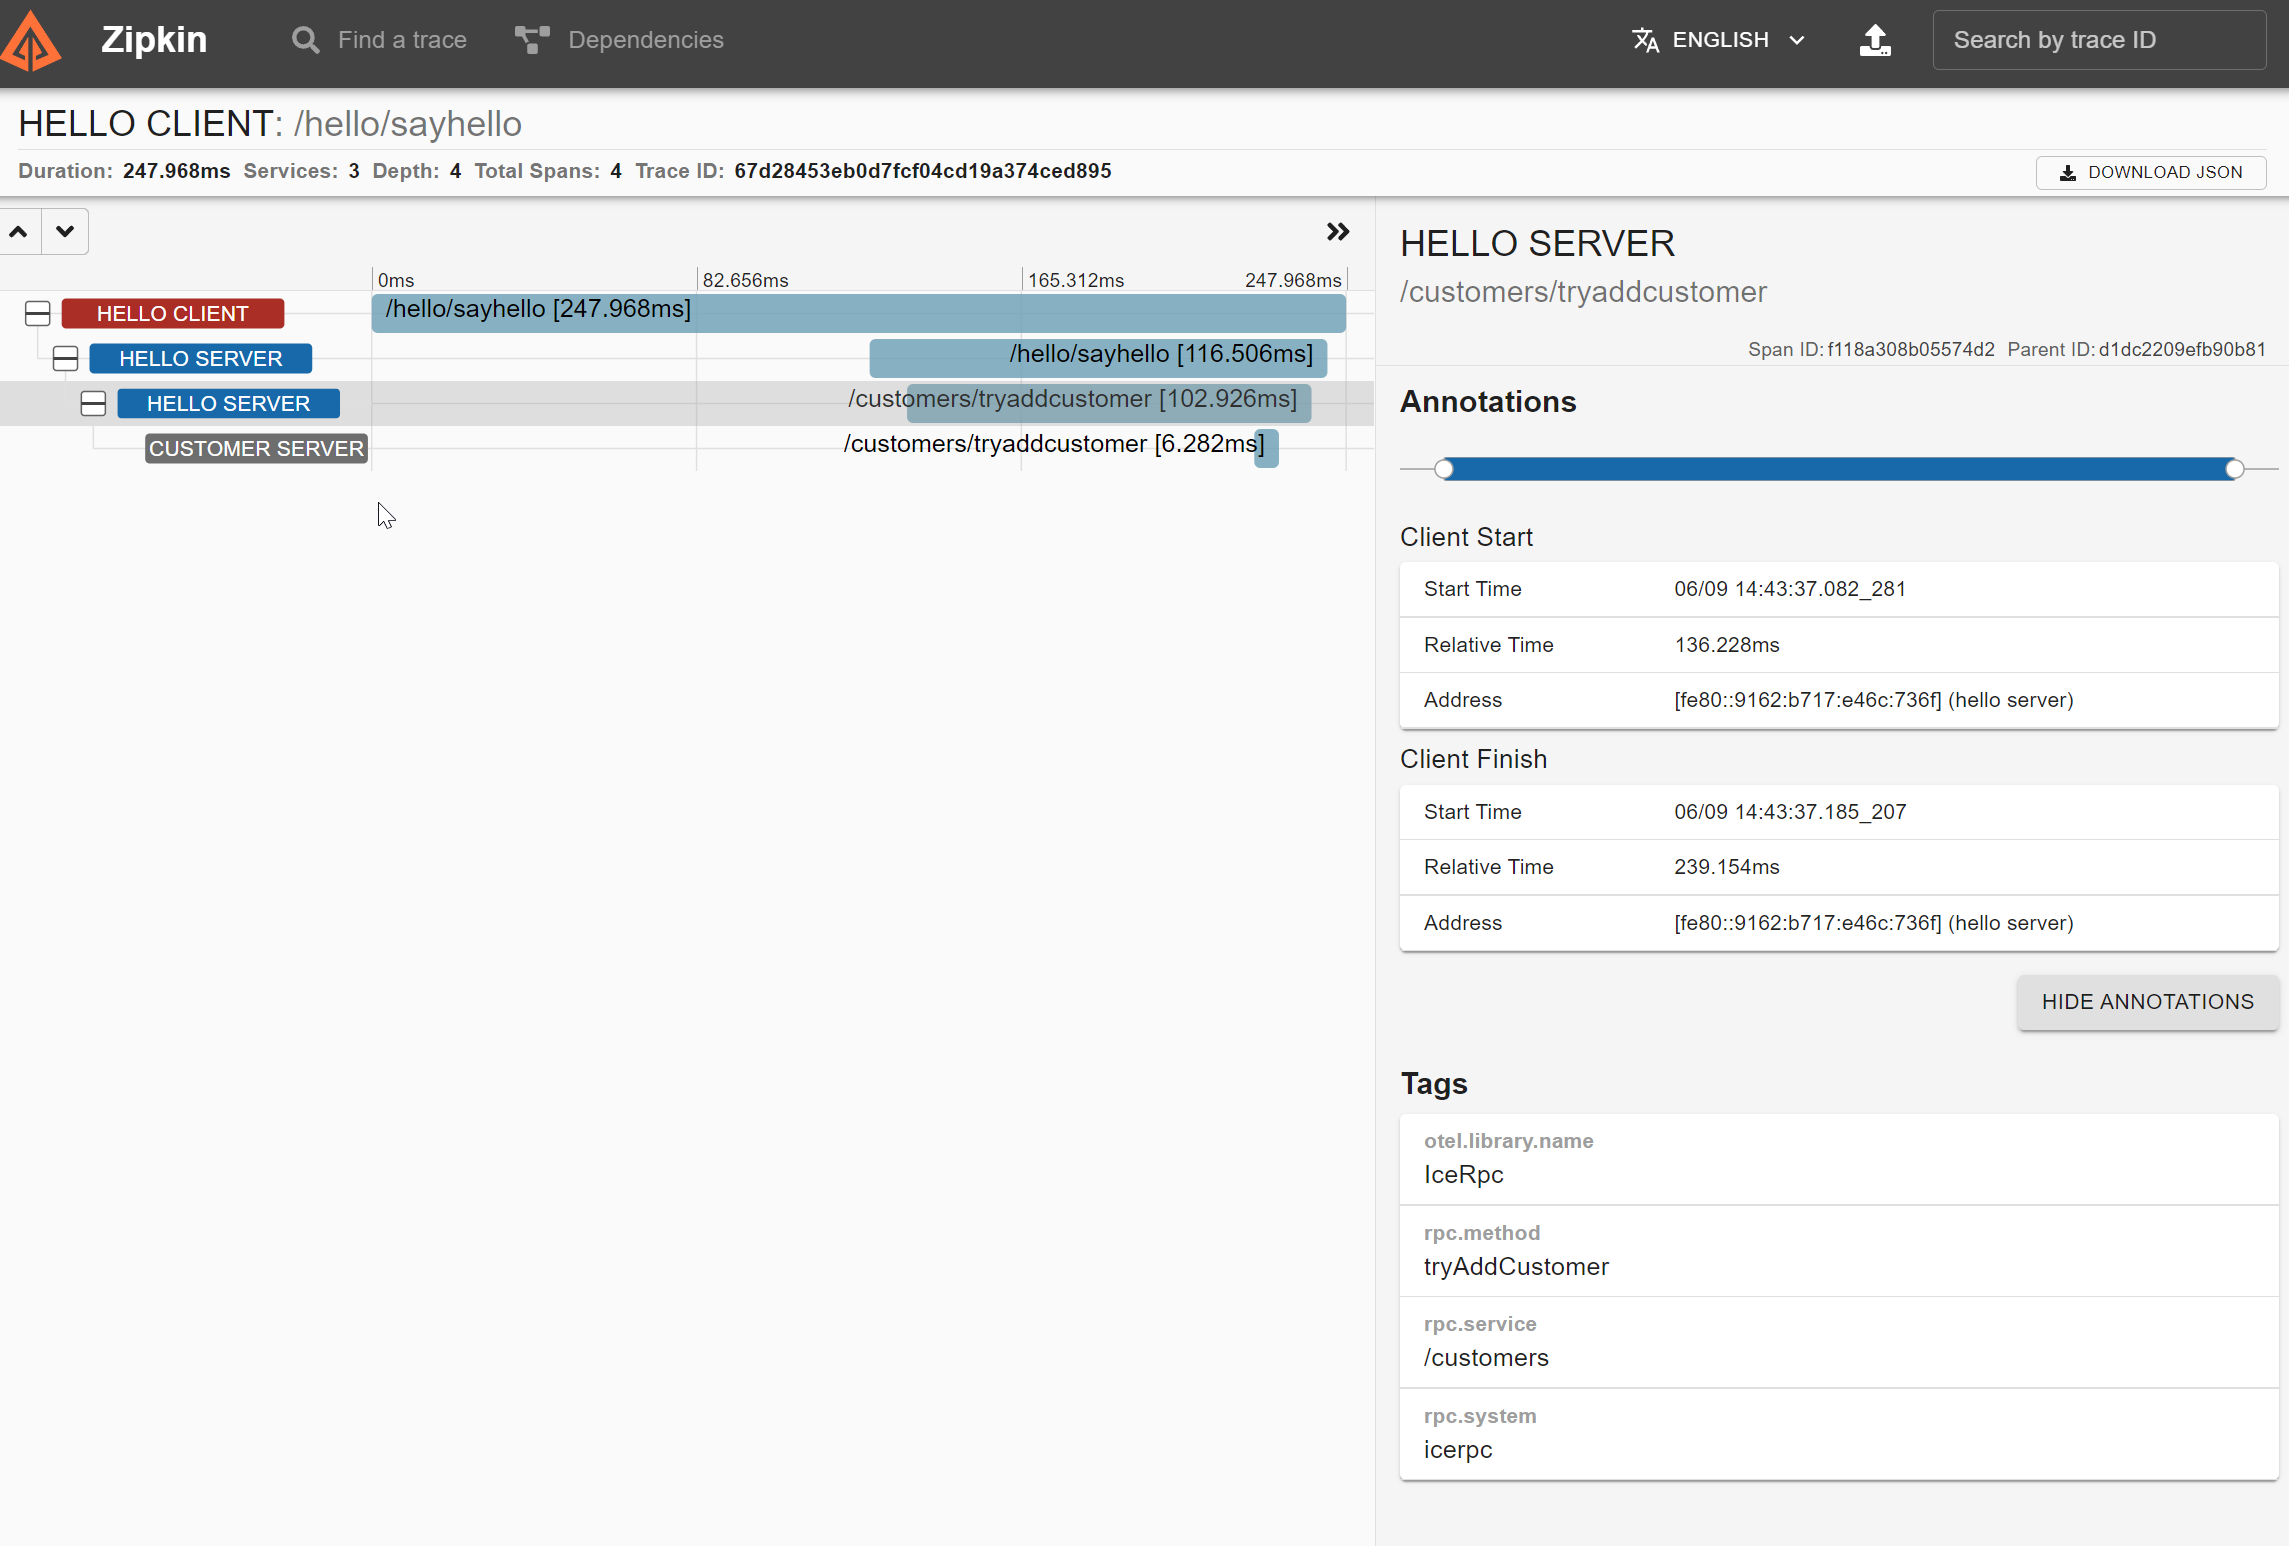 Zipkin
Find a trace
Dependencies
ENGLISH
Search by trace ID
HELLO CLIENT: /hello/sayhello
Duration: 247.968ms Services: 3 Depth: 4 Total Spans: 4 Trace ID: 67d28453eb0d7fcf04cd19a374ced895
DOWNLOAD JSON
0ms 82.656ms 165.312ms 247.968ms
HELLO CLIENT /hello/sayhello [247.968ms]
HELLO SERVER /hello/sayhello [116.506ms]
HELLO SERVER /customers/tryaddcustomer [102.926ms]
CUSTOMER SERVER /customers/tryaddcustomer [6.282ms]
HELLO SERVER
/customers/tryaddcustomer
Span ID: f118a308b05574d2 Parent ID: d1dc2209efb90b81
Annotations
Client Start
Start Time 06/09 14:43:37.082_281
Relative Time 136.228ms
Address [fe80::9162:b717:e46c:736f] (hello server)
Client Finish
Start Time 06/09 14:43:37.185_207
Relative Time 239.154ms
Address [fe80::9162:b717:e46c:736f] (hello server)
HIDE ANNOTATIONS
Tags
otel.library.name
IceRpc
rpc.method
tryAddCustomer
rpc.service
/customers
rpc.system
icerpc